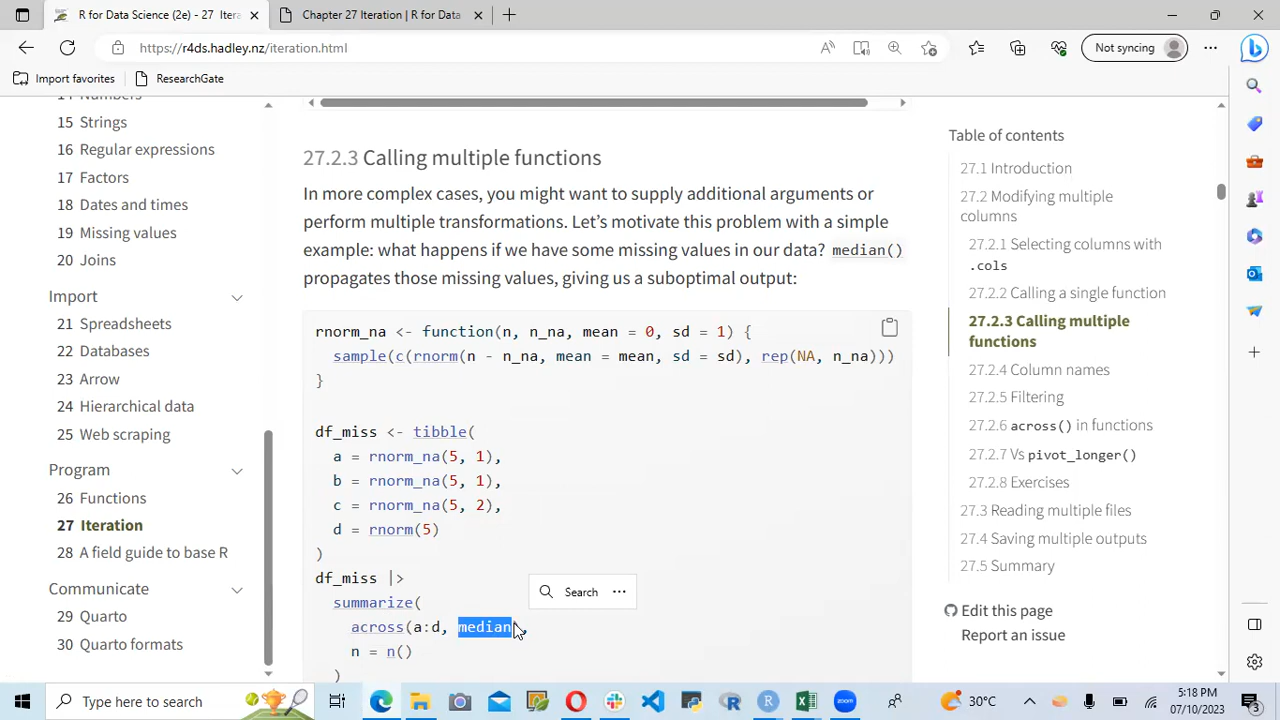 R for Data Science (2e) - 27 Itera
Chapter 27 Iteration | R for Data
https://r4ds.hadley.nz/iteration.html
Not syncing
Import favorites
ResearchGate
14 Numbers
15 Strings
16 Regular expressions
17 Factors
18 Dates and times
19 Missing values
20 Joins
Import
21 Spreadsheets
22 Databases
23 Arrow
24 Hierarchical data
25 Web scraping
Program
26 Functions
27 Iteration
28 A field guide to base R
Communicate
29 Quarto
30 Quarto formats
27.2.3 Calling multiple functions
In more complex cases, you might want to supply additional arguments or
perform multiple transformations. Let’s motivate this problem with a simple
example: what happens if we have some missing values in our data? median()
propagates those missing values, giving us a suboptimal output:
rnorm_na <- function(n, n_na, mean = 0, sd = 1) {
sample(c(rnorm(n - n_na, mean = mean, sd = sd), rep(NA, n_na)))
}
df_miss <- tibble(
a = rnorm_na(5, 1),
b = rnorm_na(5, 1),
c = rnorm_na(5, 2),
d = rnorm(5)
)
df_miss |>
summarize(
across(a:d, median),
n = n()
)
Search
Table of contents
27.1 Introduction
27.2 Modifying multiple
columns
27.2.1 Selecting columns with
.cols
27.2.2 Calling a single function
27.2.3 Calling multiple
functions
27.2.4 Column names
27.2.5 Filtering
27.2.6 across() in functions
27.2.7 Vs pivot_longer()
27.2.8 Exercises
27.3 Reading multiple files
27.4 Saving multiple outputs
27.5 Summary
Edit this page
Report an issue
Type here to search
zoom
30°C
5:18 PM
07/10/2023
3